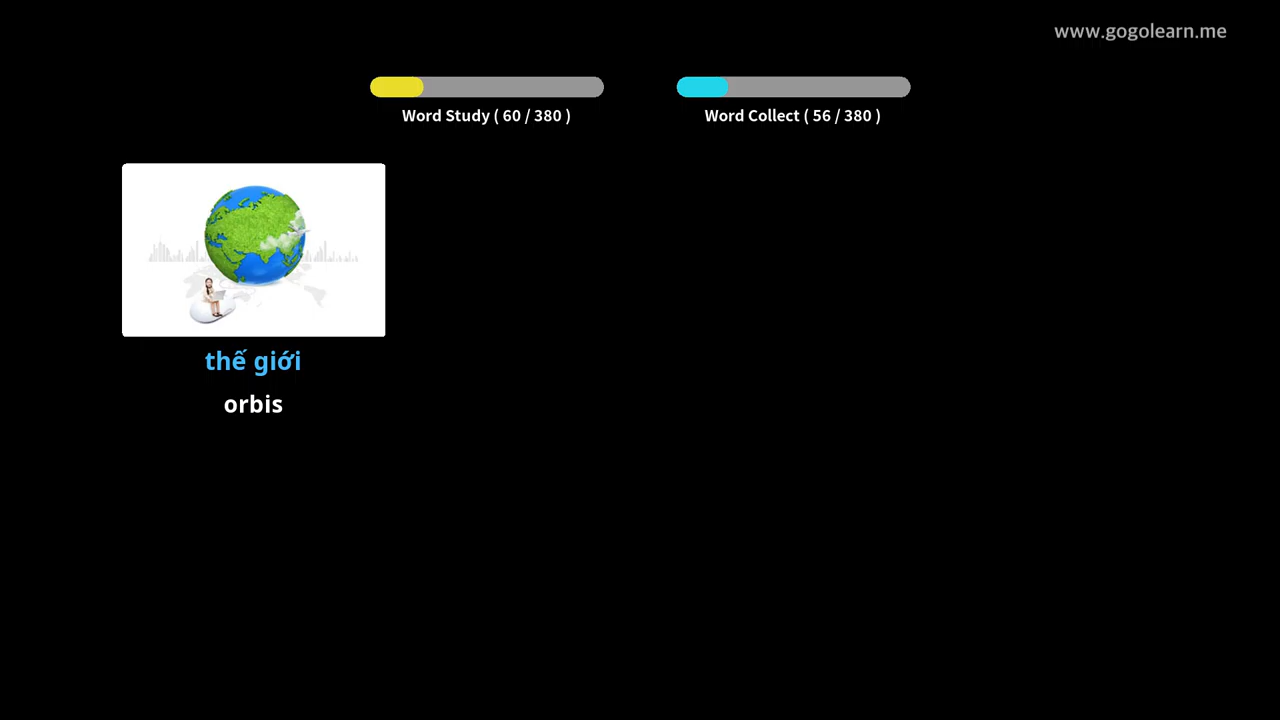 www.gogolearn.me
Word Study ( 60 / 380 )
Word Collect ( 56 / 380 )
thế giới
orbis